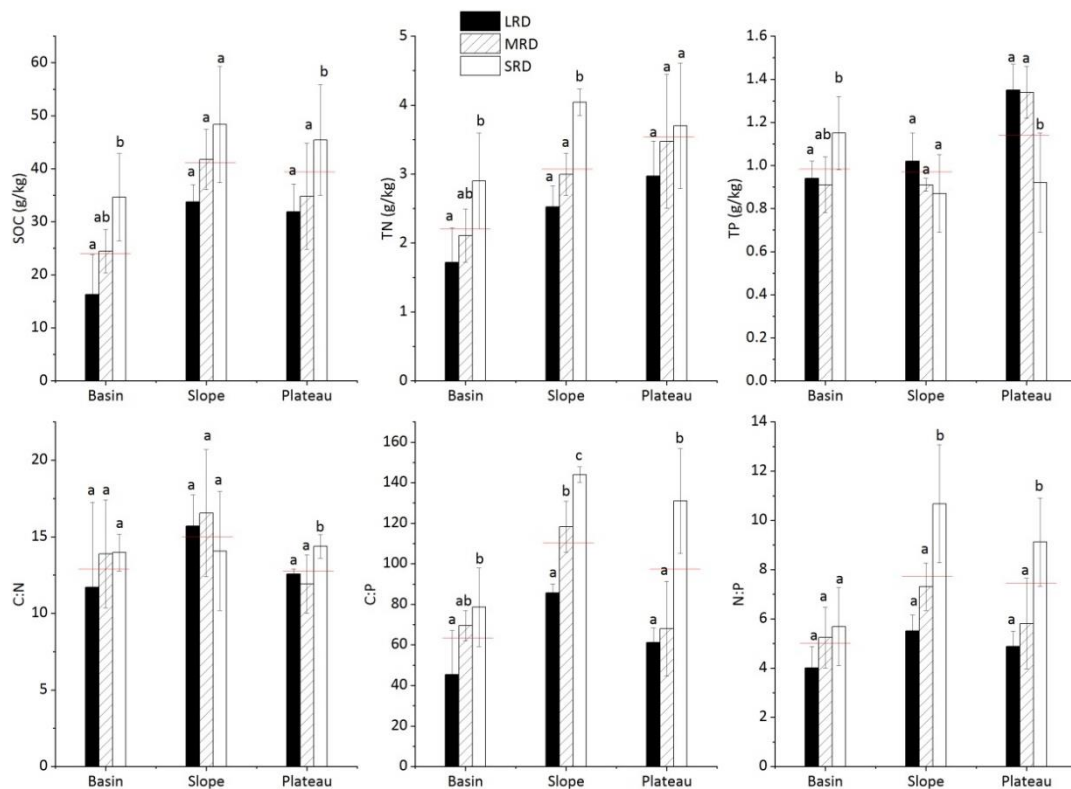 LRD
MRD
SRD
SOC (g/kg)
60
50
40
30
20
10
0
a
ab
b
a
a
a
a
a
b
Basin Slope Plateau
TN (g/kg)
5
4
3
2
1
0
a
ab
b
a
a
b
a
a
a
Basin Slope Plateau
TP (g/kg)
1.6
1.4
1.2
1.0
0.8
0.6
0.4
0.2
0.0
a
ab
b
a
a
a
a
a
b
Basin Slope Plateau
C:N
20
15
10
5
0
a
a
a
a
a
a
a
a
b
Basin Slope Plateau
C:P
160
140
120
100
80
60
40
20
0
a
ab
b
a
b
c
a
a
b
Basin Slope Plateau
N:P
14
12
10
8
6
4
2
0
a
a
a
a
a
b
a
a
b
Basin Slope Plateau